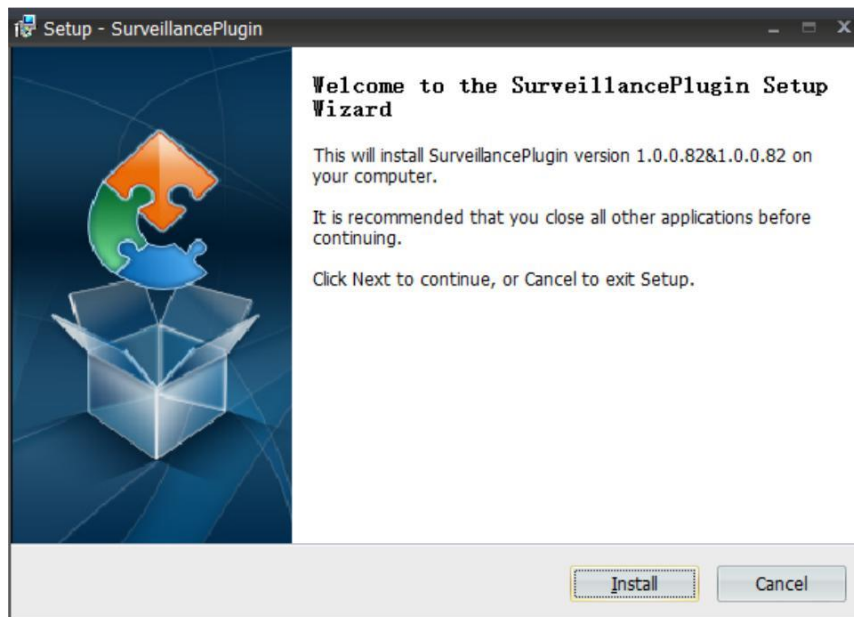 Setup - SurveillancePlugin
Welcome to the SurveillancePlugin Setup
Wizard
This will install SurveillancePlugin version 1.0.0.82&1.0.0.82 on
your computer.
It is recommended that you close all other applications before
continuing.
Click Next to continue, or Cancel to exit Setup.
Install
Cancel